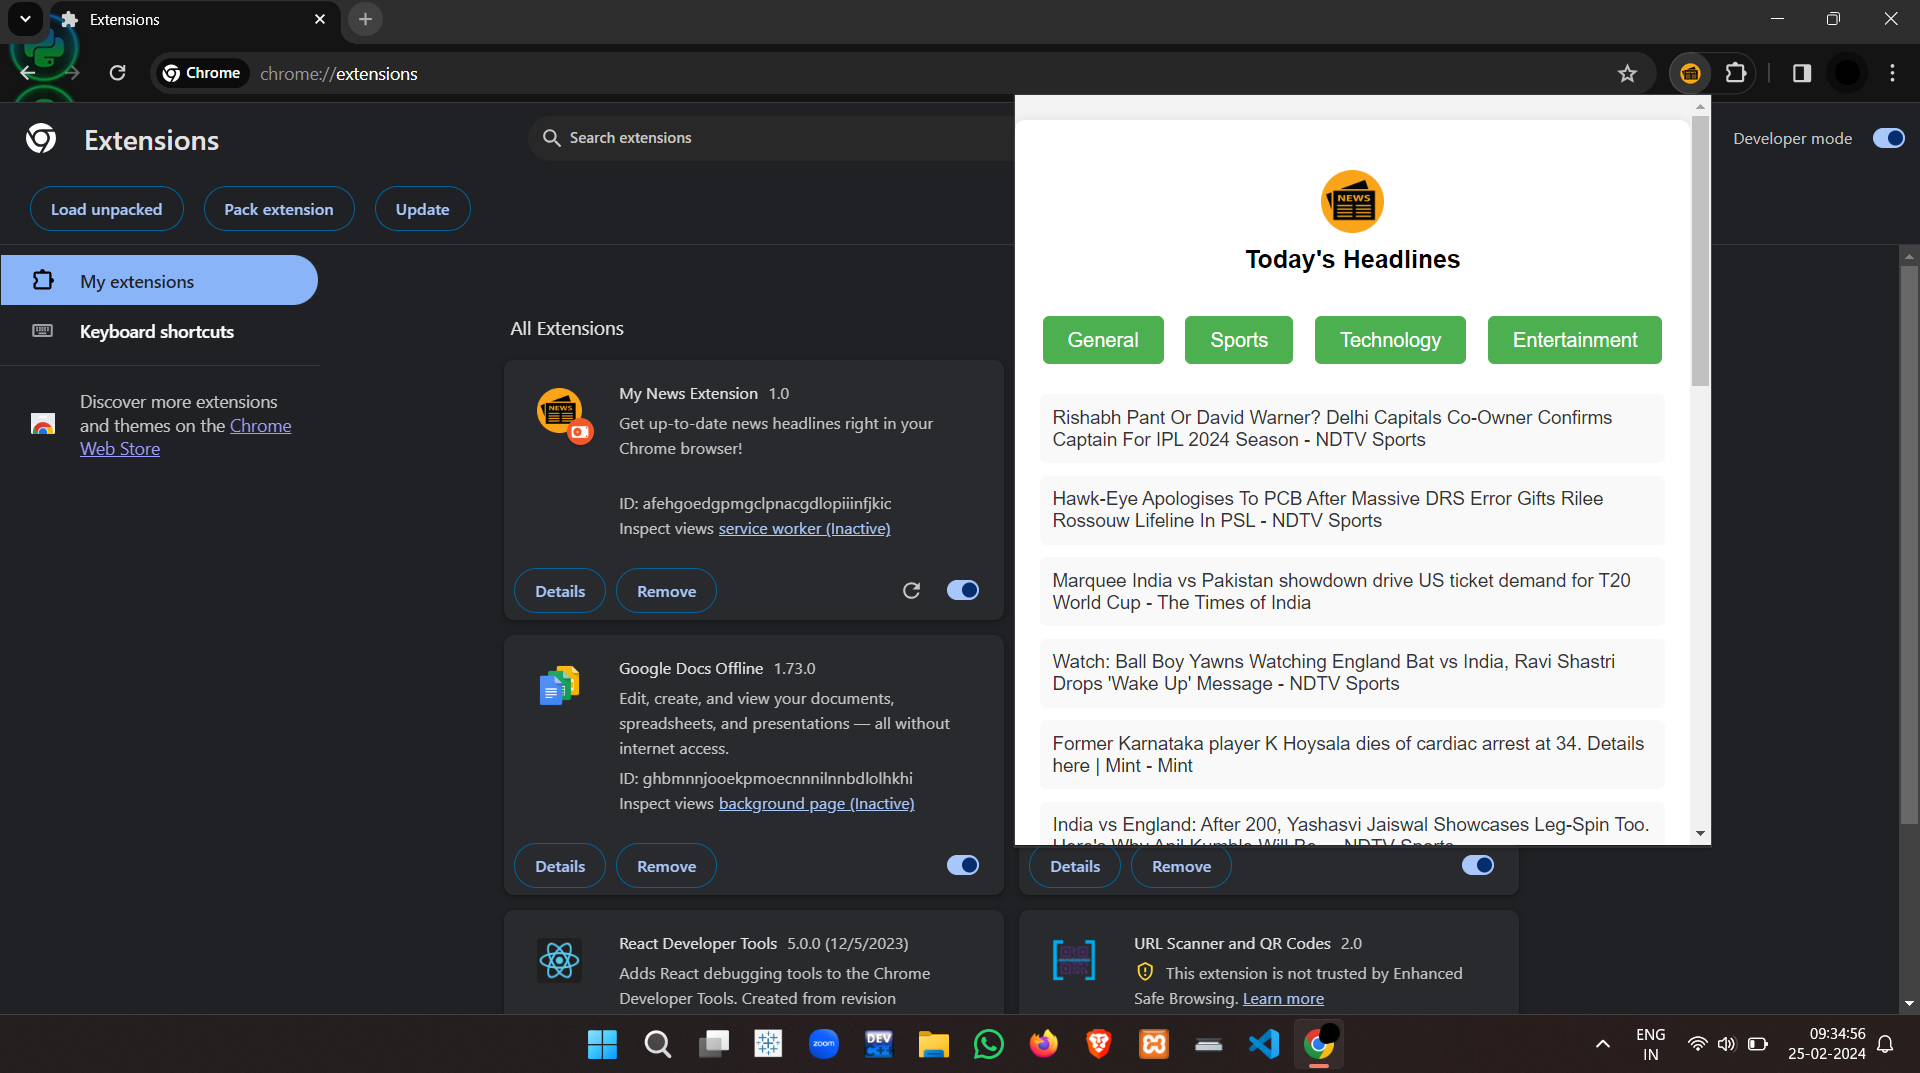 Extensions
Chrome
chrome://extensions
Extensions
Search extensions
Developer mode
Load unpacked
Pack extension
Update
My extensions
Keyboard shortcuts
Discover more extensions
and themes on the Chrome
Web Store
All Extensions
My News Extension 1.0
Get up-to-date news headlines right in your
Chrome browser!
ID: afehgoedgpmgclpnacgdlopiiinfjkic
Inspect views service worker (Inactive)
Details
Remove
Google Docs Offline 1.73.0
Edit, create, and view your documents,
spreadsheets, and presentations — all without
internet access.
ID: ghbmnnjooekpmoecnnnilnnbdlolhkhi
Inspect views background page (Inactive)
Details
Remove
React Developer Tools 5.0.0 (12/5/2023)
Adds React debugging tools to the Chrome
Developer Tools. Created from revision
NEWS
Today's Headlines
General
Sports
Technology
Entertainment
Rishabh Pant Or David Warner? Delhi Capitals Co-Owner Confirms
Captain For IPL 2024 Season - NDTV Sports
Hawk-Eye Apologises To PCB After Massive DRS Error Gifts Rilee
Rossouw Lifeline In PSL - NDTV Sports
Marquee India vs Pakistan showdown drive US ticket demand for T20
World Cup - The Times of India
Watch: Ball Boy Yawns Watching England Bat vs India, Ravi Shastri
Drops 'Wake Up' Message - NDTV Sports
Former Karnataka player K Hoysala dies of cardiac arrest at 34. Details
here | Mint - Mint
India vs England: After 200, Yashasvi Jaiswal Showcases Leg-Spin Too.
Here's Why Anil Kumble Will Be... - NDTV Sports
Details
Remove
URL Scanner and QR Codes 2.0
This extension is not trusted by Enhanced
Safe Browsing. Learn more
zoom
DEV
ENG
IN
09:34:56
25-02-2024